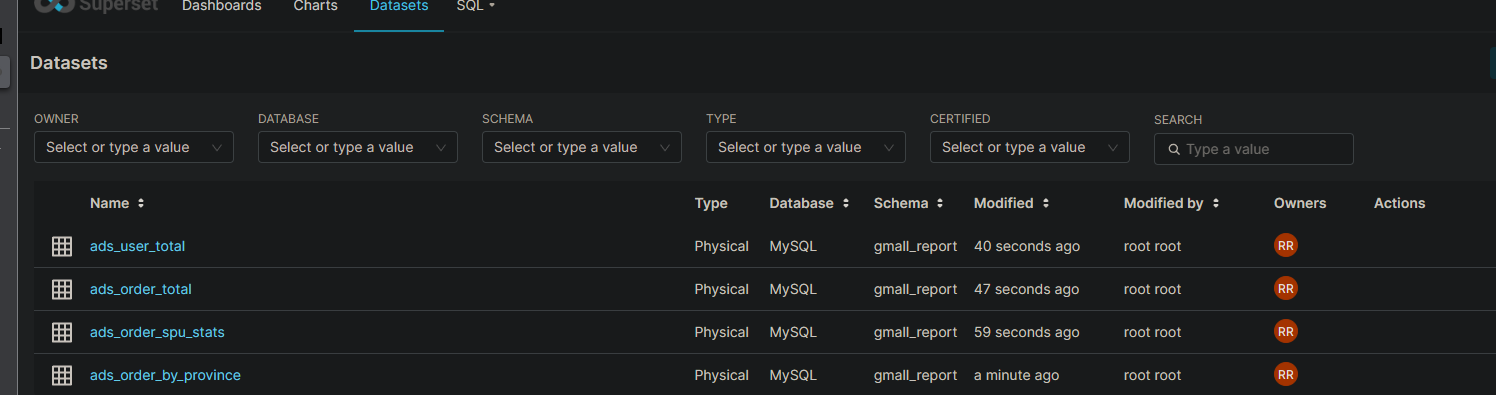 Superset Dashboards Charts Datasets SQL
Datasets
OWNER DATABASE SCHEMA TYPE CERTIFIED SEARCH
Select or type a value Select or type a value Select or type a value Select or type a value Select or type a value Type a value
Name Type Database Schema Modified Modified by Owners Actions
ads_user_total Physical MySQL gmall_report 40 seconds ago root root RR
ads_order_total Physical MySQL gmall_report 47 seconds ago root root RR
ads_order_spu_stats Physical MySQL gmall_report 59 seconds ago root root RR
ads_order_by_province Physical MySQL gmall_report a minute ago root root RR